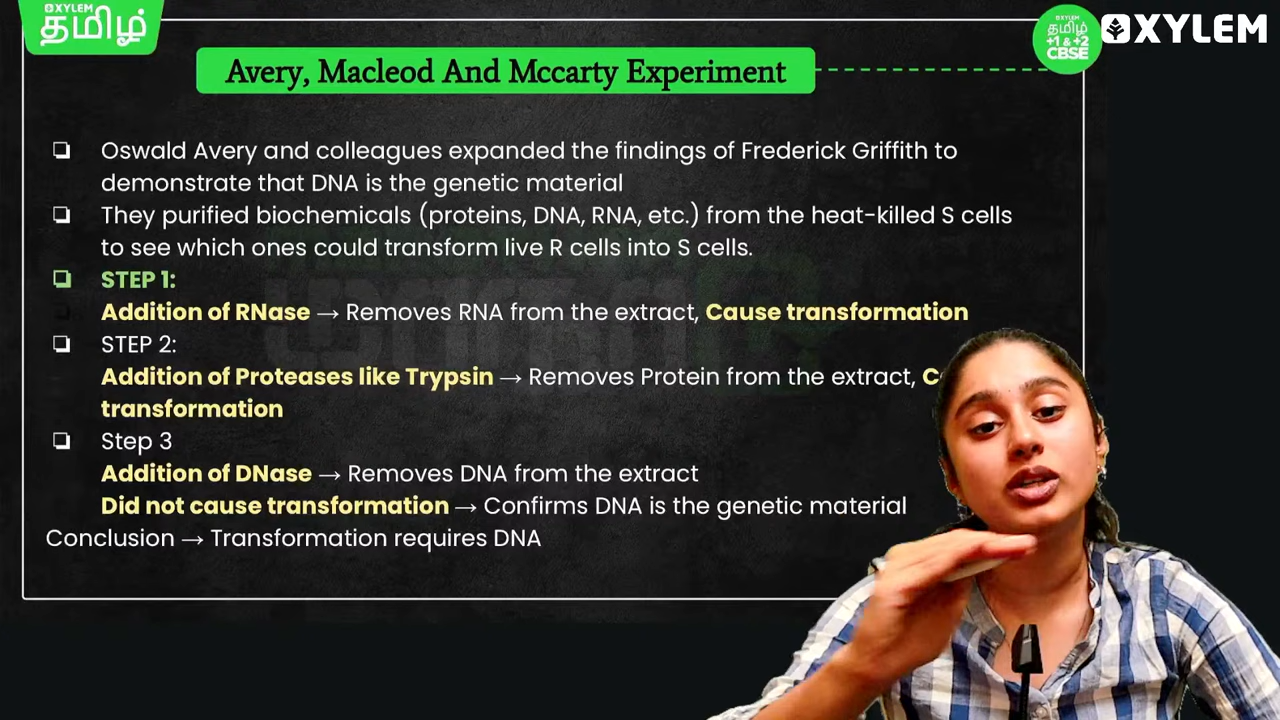 OXYLEM
தமிழ்
OXYLEM
தமிழ்
+1 & +2
CBSE
XYLEM
Avery, Macleod And Mccarty Experiment
Oswald Avery and colleagues expanded the findings of Frederick Griffith to
demonstrate that DNA is the genetic material
They purified biochemicals (proteins, DNA, RNA, etc.) from the heat-killed S cells
to see which ones could transform live R cells into S cells.
STEP 1:
Addition of RNase → Removes RNA from the extract, Cause transformation
STEP 2:
Addition of Proteases like Trypsin → Removes Protein from the extract,
transformation
Step 3
Addition of DNase → Removes DNA from the extract
Did not cause transformation → Confirms DNA is the genetic material
Conclusion → Transformation requires DNA